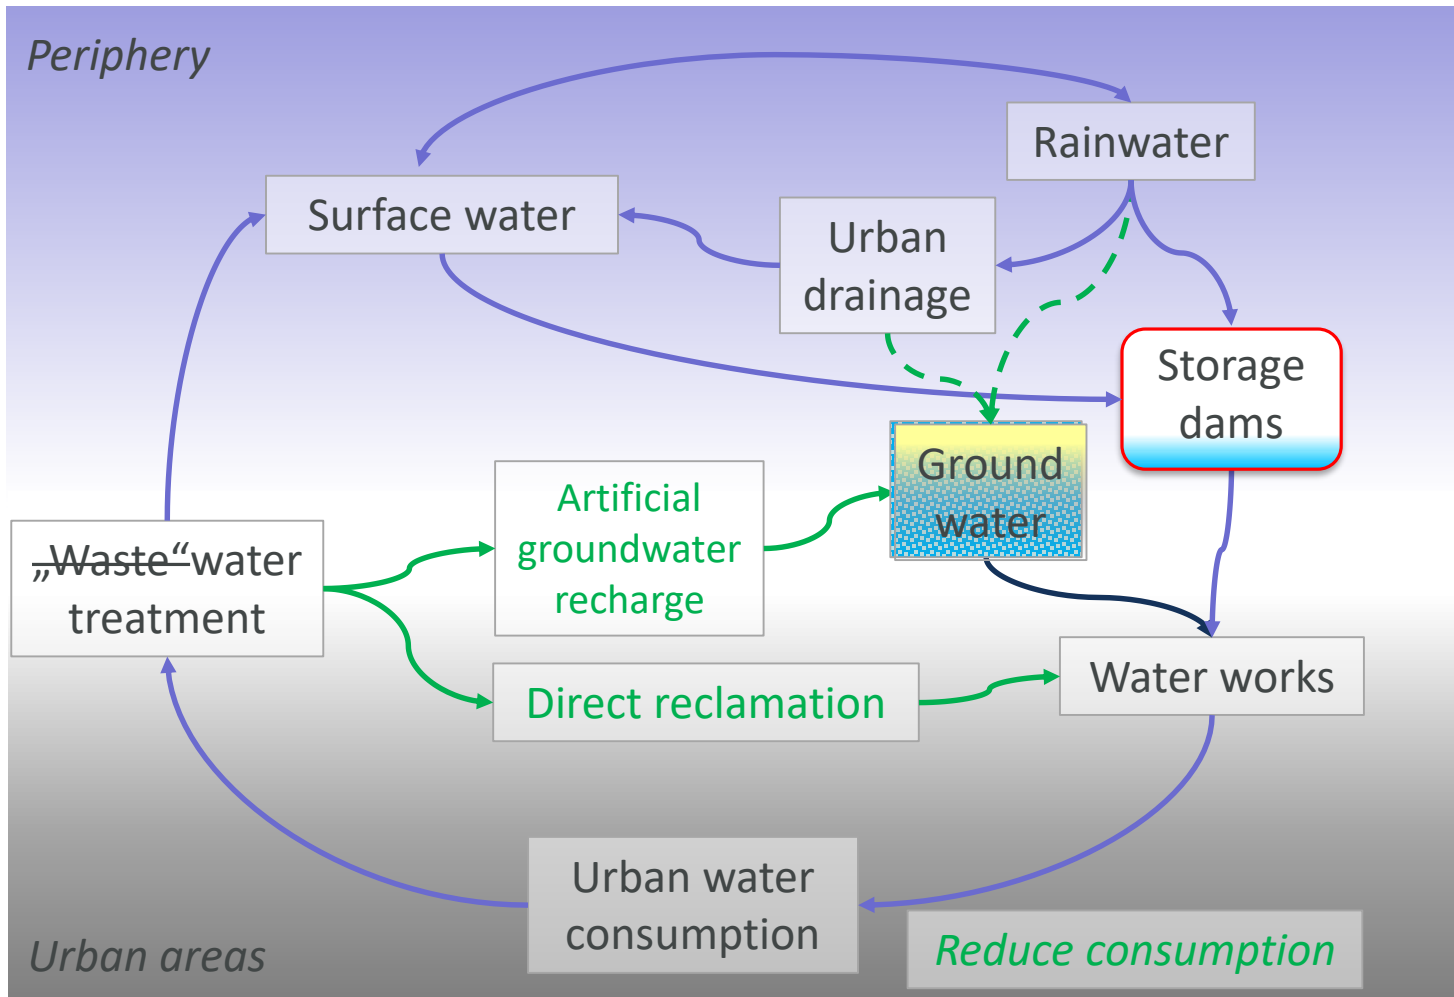 Periphery
Rainwater
Surface water
Urban
drainage
Storage
dams
Ground
water
Artificial
groundwater
recharge
„Waste“water
treatment
Direct reclamation
Water works
Urban water
consumption
Reduce consumption
Urban areas